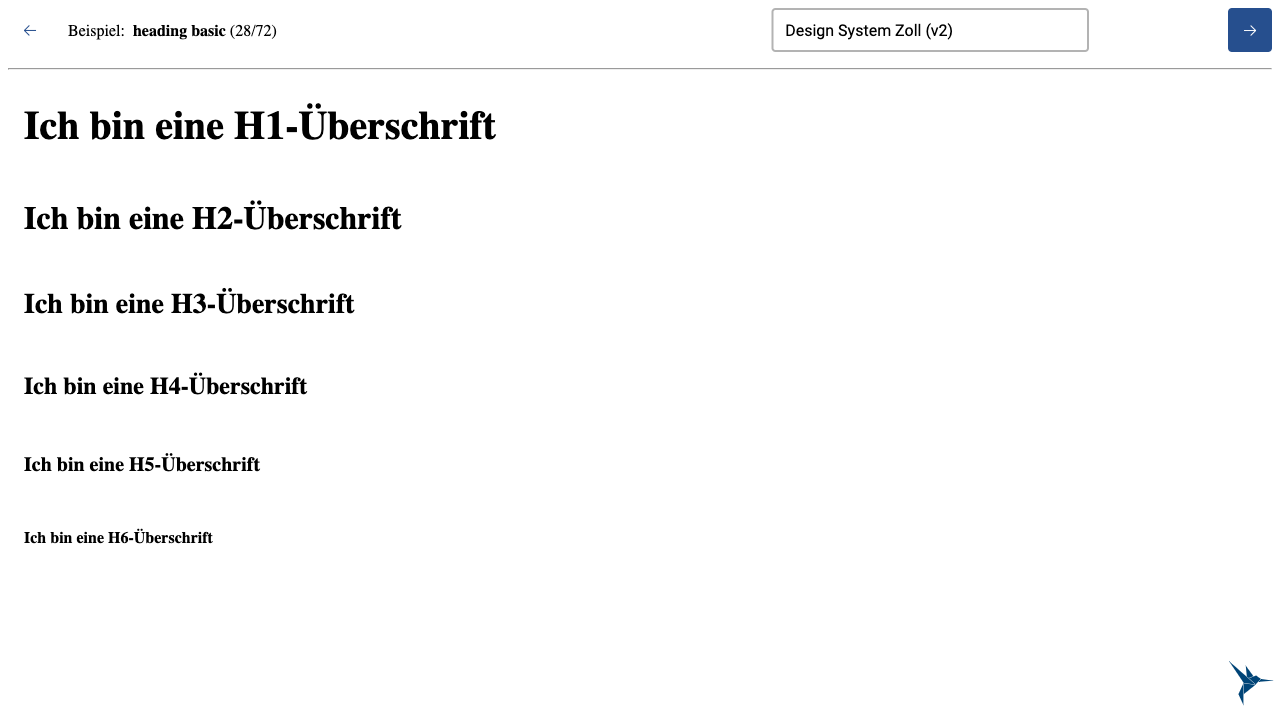 Beispiel: heading basic (28/72)
Design System Zoll (v2)
Ich bin eine H1-Überschrift
Ich bin eine H2-Überschrift
Ich bin eine H3-Überschrift
Ich bin eine H4-Überschrift
Ich bin eine H5-Überschrift
Ich bin eine H6-Überschrift